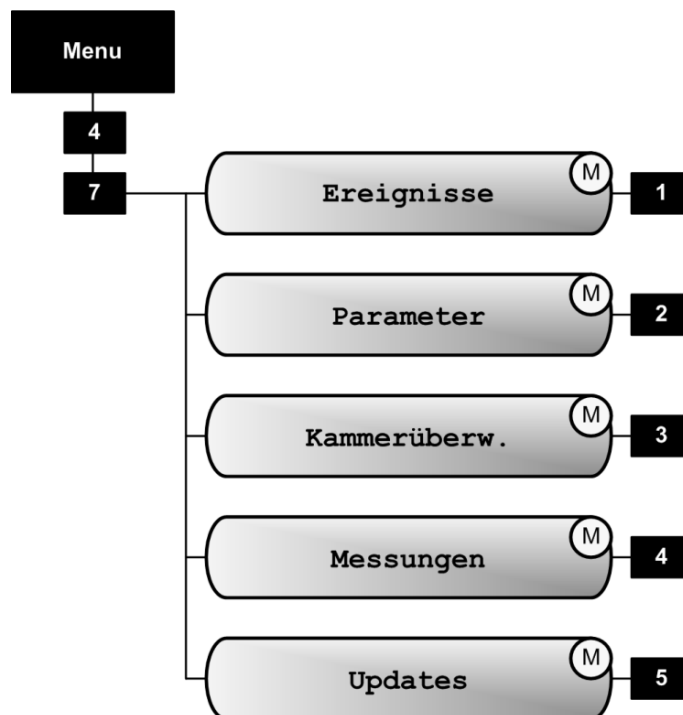 Menu
4
7
Ereignisse
M
1
Parameter
M
2
Kammerüberw.
M
3
Messungen
M
4
Updates
M
5